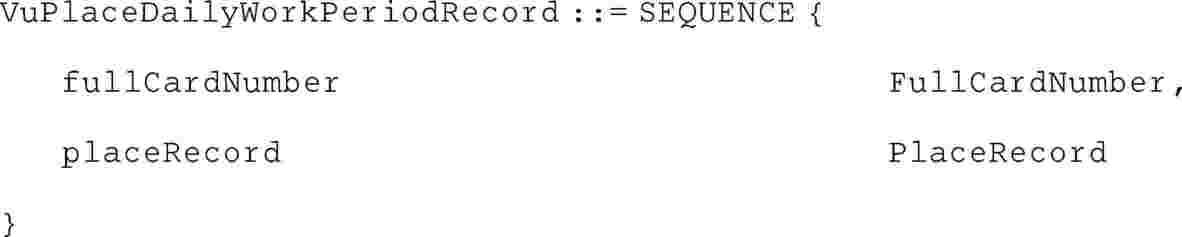 VuPlaceDailyWorkPeriodRecord ::= SEQUENCE {
fullCardNumber FullCardNumber,
placeRecord PlaceRecord
}